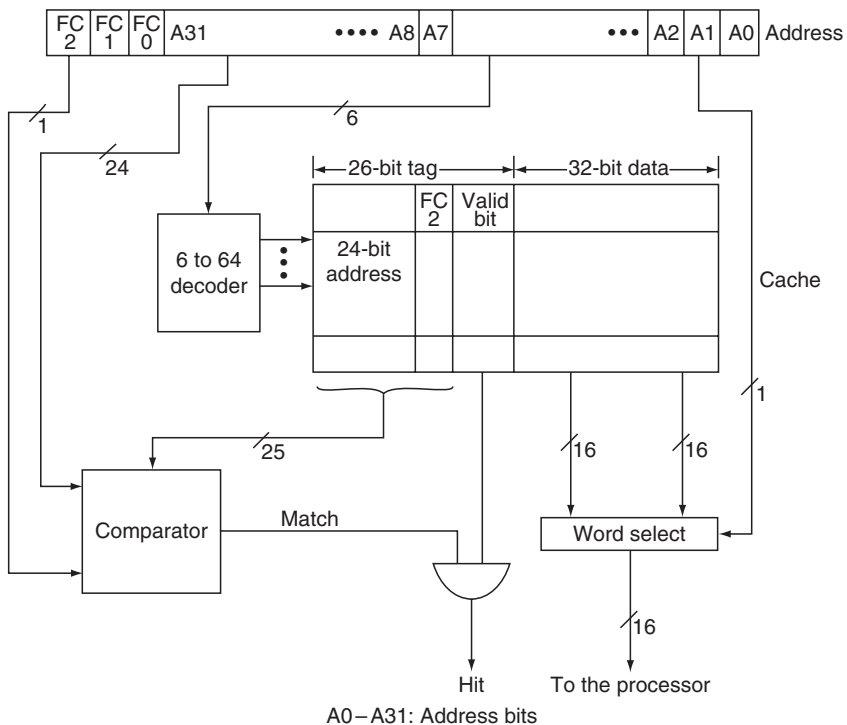 FC 2 FC 1 FC 0 A31 •••• A8 A7 ••• A2 A1 A0 Address
1
24
6
26-bit tag 32-bit data
FC 2
Valid bit
6 to 64
decoder
24-bit
address
Cache
1
25
16 16
Comparator
Match
Word select
16
Hit
To the processor
A0–A31: Address bits